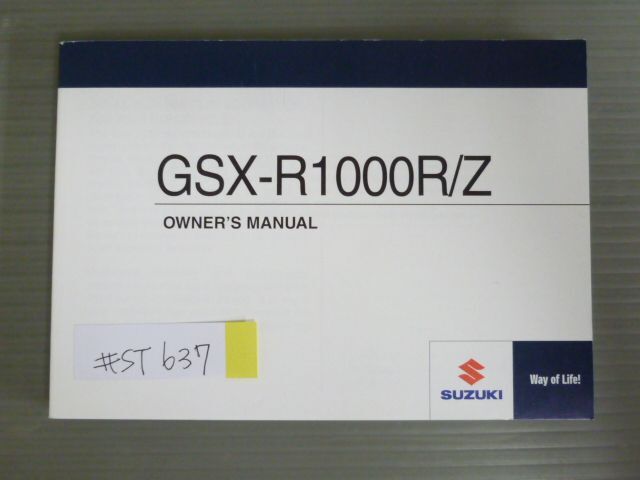 GSX-R1000R/Z
OWNER'S MANUAL
#ST 637
SUZUKI
Way of Life!